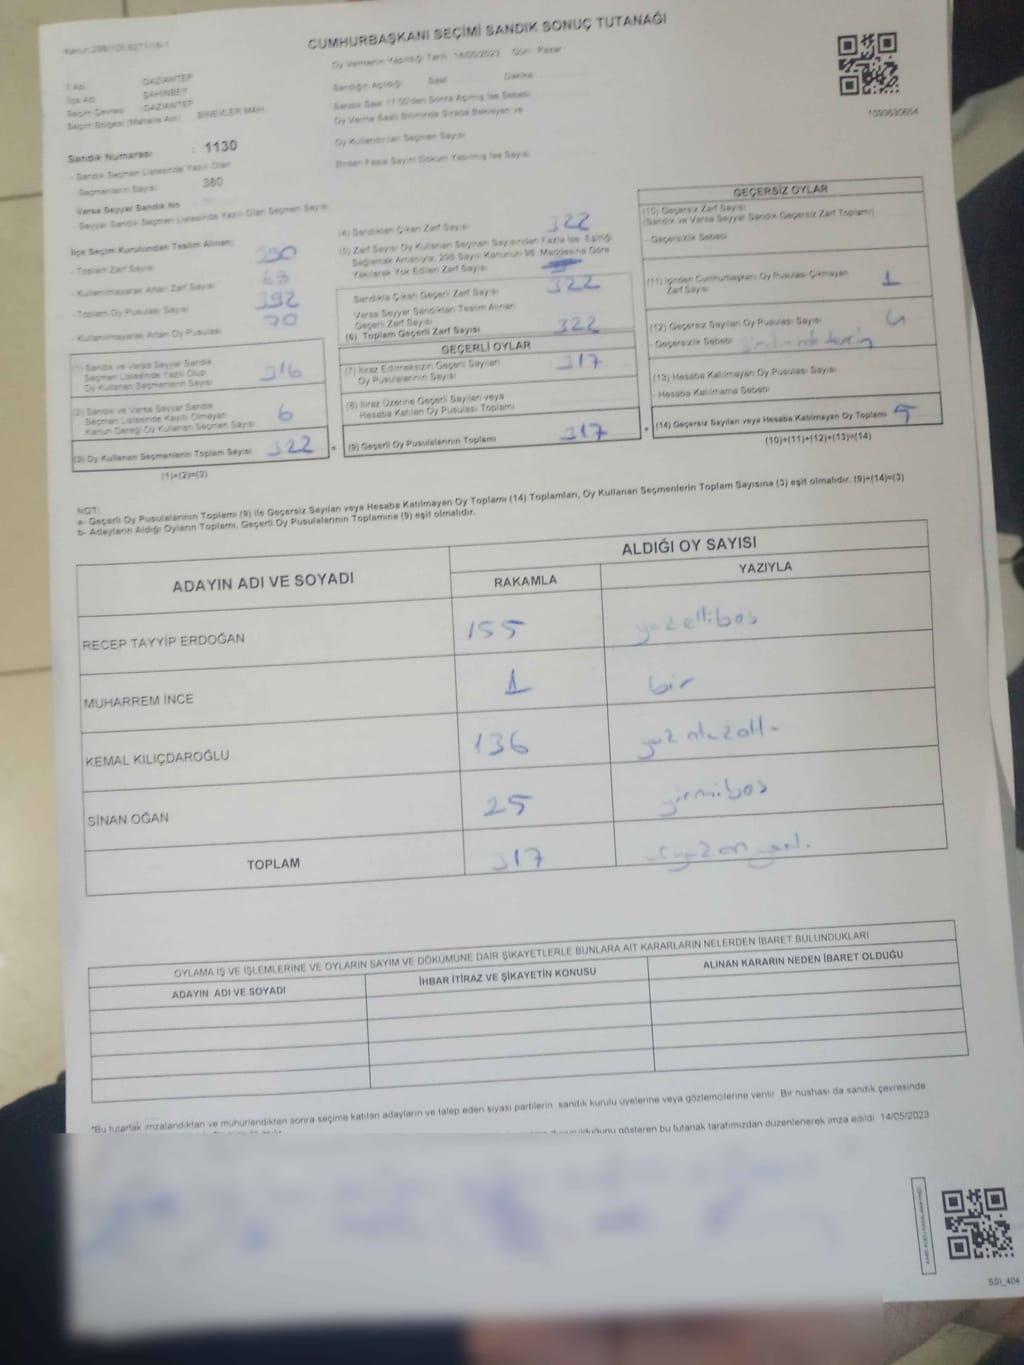 CUMHURBAŞKANI SEÇİMİ SANDIK SONUÇ TUTANAĞI
Oy Vermenin Yapıldığı Tarih: 14/05/2023 Gün: Pazar
İl Adı GAZİANTEP
İlçe Adı ŞAHİNBEY
Seçim Çevresi GAZİANTEP
Seçim Bölgesi (Mahalle Adı) BİNEVLER MAH.
Sandığın Açıldığı Saat Dakika
Sandık Saat 17.00'den Sonra Açılmış İse Sebebi
Oy Verme Saati Bitiminde Sırada Bekleyen ve
Oy Kullandırılan Seçmen Sayısı
Birden Fazla Sayım Döküm Yapılmış İse Sayısı
1093630664
Sandık Numarası : 1130
- Sandık Seçmen Listesinde Yazılı Olan
Seçmenlerin Sayısı 380
Varsa Seyyar Sandık No
- Seyyar Sandık Seçmen Listesinde Yazılı Olan Seçmen Sayısı
İlçe Seçim Kurulundan Teslim Alınan;
- Toplam Zarf Sayısı 390
- Kullanılmayarak Artan Zarf Sayısı
- Toplam Oy Pusulası Sayısı 392
- Kullanılmayarak Artan Oy Pusulası 70
(1) Sandık ve Varsa Seyyar Sandık
Seçmen Listesinde Yazılı Olup
Oy Kullanan Seçmenlerin Sayısı 316
(2) Sandık ve Varsa Seyyar Sandık
Seçmen Listesinde Kayıtlı Olmayan
Kanun Gereği Oy Kullanan Seçmen Sayısı 6
(3) Oy Kullanan Seçmenlerin Toplam Sayısı 322
(1)+(2)=(3)
(4) Sandıktan Çıkan Zarf Sayısı 322
(5) Zarf Sayısı Oy Kullanan Seçmen Sayısından Fazla İse, Eşitliği
Sağlamak Amacıyla, 298 Sayılı Kanunun 98. Maddesine Göre
Yakılarak Yok Edilen Zarf Sayısı
Sandıkta Çıkan Geçerli Zarf Sayısı 322
Varsa Seyyar Sandıktan Teslim Alınan
Geçerli Zarf Sayısı
(6) Toplam Geçerli Zarf Sayısı 322
GEÇERLİ OYLAR
(7) İtiraz Edilmeksizin Geçerli Sayılan
Oy Pusulalarının Sayısı 317
(8) İtiraz Üzerine Geçerli Sayılan veya
Hesaba Katılan Oy Pusulası Toplamı
= (9) Geçerli Oy Pusulalarının Toplamı 317
GEÇERSİZ OYLAR
(10) Geçersiz Zarf Sayısı
(Sandık ve Varsa Seyyar Sandık Geçersiz Zarf Toplamı)
- Geçersizlik Sebebi
(11) İçinden Cumhurbaşkanı Oy Pusulası Çıkmayan
Zarf Sayısı 1
(12) Geçersiz Sayılan Oy Pusulası Sayısı 4
- Geçersizlik Sebebi
(13) Hesaba Katılmayan Oy Pusulası Sayısı
- Hesaba Katılmama Sebebi
+ (14) Geçersiz Sayılan veya Hesaba Katılmayan Oy Toplamı 5
(10)+(11)+(12)+(13)=(14)
NOT:
a- Geçerli Oy Pusulalarının Toplamı (9) ile Geçersiz Sayılan veya Hesaba Katılmayan Oy Toplamı (14) Toplamları, Oy Kullanan Seçmenlerin Toplam Sayısına (3) eşit olmalıdır. (9)+(14)=(3)
b- Adayların Aldığı Oyların Toplamı, Geçerli Oy Pusulalarının Toplamına (9) eşit olmalıdır.
ADAYIN ADI VE SOYADI
ALDIĞI OY SAYISI
RAKAMLA YAZIYLA
RECEP TAYYİP ERDOĞAN 155 yüzellibeş
MUHARREM İNCE 1 bir
KEMAL KILIÇDAROĞLU 136 yüzotuzaltı
SİNAN OĞAN 25 yirmibeş
TOPLAM 317 üçyüzonyedi
OYLAMA İŞ VE İŞLEMLERİNE VE OYLARIN SAYIM VE DÖKÜMÜNE DAİR ŞİKAYETLERLE BUNLARA AİT KARARLARIN NELERDEN İBARET BULUNDUKLARI
ADAYIN ADI VE SOYADI İHBAR İTİRAZ VE ŞİKAYETİN KONUSU ALINAN KARARIN NEDEN İBARET OLDUĞU
*Bu tutanak imzalandıktan ve mühürlendikten sonra seçime katılan adayların ve talep eden siyasi partilerin sandık kurulu üyelerine veya gözlemcilerine verilir. Bir nüshası da sandık çevresinde
gösteren bu tutanak tarafımızdan düzenlenerek imza edildi. 14/05/2023
SSI_404